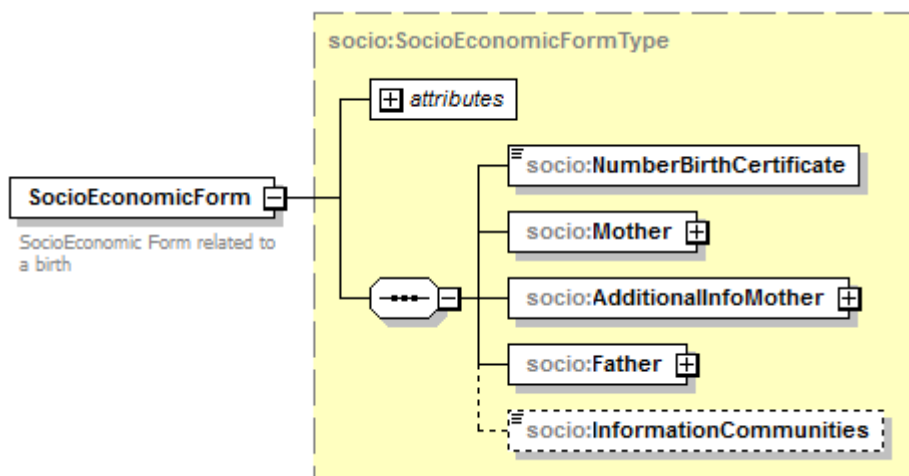 socio:SocioEconomicFormType
attributes
socio:NumberBirthCertificate
SocioEconomicForm
SocioEconomic Form related to
a birth
socio:Mother
socio:AdditionalInfoMother
socio:Father
socio:InformationCommunities